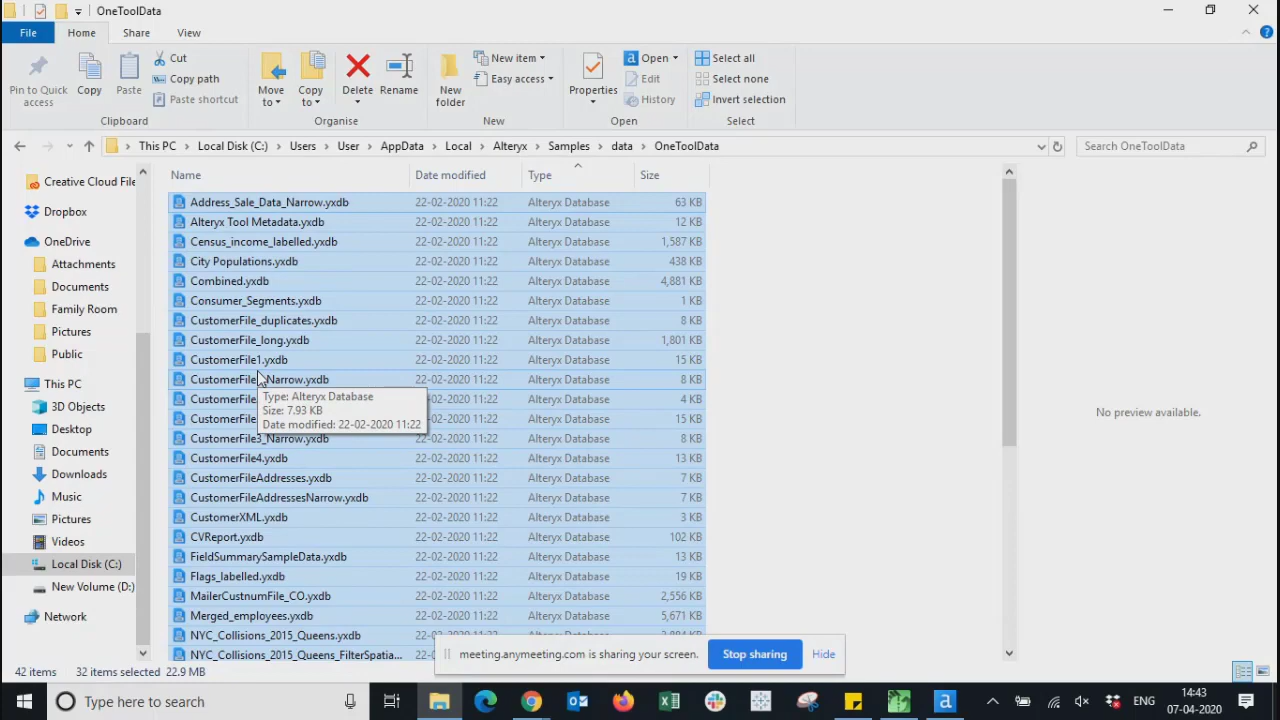 OneToolData
File Home Share View
Pin to Quick access
Copy
Paste
Cut
Copy path
Paste shortcut
Clipboard
Move to
Copy to
Delete
Rename
Organise
New folder
New item
Easy access
New
Properties
Open
Edit
History
Open
Select all
Select none
Invert selection
Select
This PC > Local Disk (C:) > Users > User > AppData > Local > Alteryx > Samples > data > OneToolData
Search OneToolData
Creative Cloud File
Dropbox
OneDrive
Attachments
Documents
Family Room
Pictures
Public
This PC
3D Objects
Desktop
Documents
Downloads
Music
Pictures
Videos
Local Disk (C:)
New Volume (D:)
Network
Name Date modified Type Size
Address_Sale_Data_Narrow.yxdb 22-02-2020 11:22 Alteryx Database 63 KB
Alteryx Tool Metadata.yxdb 22-02-2020 11:22 Alteryx Database 12 KB
Census_income_labelled.yxdb 22-02-2020 11:22 Alteryx Database 1,587 KB
City Populations.yxdb 22-02-2020 11:22 Alteryx Database 438 KB
Combined.yxdb 22-02-2020 11:22 Alteryx Database 4,881 KB
Consumer_Segments.yxdb 22-02-2020 11:22 Alteryx Database 1 KB
CustomerFile_duplicates.yxdb 22-02-2020 11:22 Alteryx Database 8 KB
CustomerFile_long.yxdb 22-02-2020 11:22 Alteryx Database 1,801 KB
CustomerFile1.yxdb 22-02-2020 11:22 Alteryx Database 15 KB
CustomerFile Narrow.yxdb 22-02-2020 11:22 Alteryx Database 8 KB
CustomerFile 22-02-2020 11:22 Alteryx Database 4 KB
CustomerFile 22-02-2020 11:22 Alteryx Database 15 KB
CustomerFile3_Narrow.yxdb 22-02-2020 11:22 Alteryx Database 8 KB
CustomerFile4.yxdb 22-02-2020 11:22 Alteryx Database 13 KB
CustomerFileAddresses.yxdb 22-02-2020 11:22 Alteryx Database 7 KB
CustomerFileAddressesNarrow.yxdb 22-02-2020 11:22 Alteryx Database 7 KB
CustomerXML.yxdb 22-02-2020 11:22 Alteryx Database 3 KB
CVReport.yxdb 22-02-2020 11:22 Alteryx Database 102 KB
FieldSummarySampleData.yxdb 22-02-2020 11:22 Alteryx Database 13 KB
Flags_labelled.yxdb 22-02-2020 11:22 Alteryx Database 19 KB
MailerCustnumFile_CO.yxdb 22-02-2020 11:22 Alteryx Database 2,556 KB
Merged_employees.yxdb 22-02-2020 11:22 Alteryx Database 5,671 KB
NYC_Collisions_2015_Queens.yxdb
NYC_Collisions_2015_Queens_FilterSpatia...
Type: Alteryx Database
Size: 7.93 KB
Date modified: 22-02-2020 11:22
No preview available.
meeting.anymeeting.com is sharing your screen. Stop sharing Hide
42 items 32 items selected 22.9 MB
Type here to search
ENG
14:43
07-04-2020